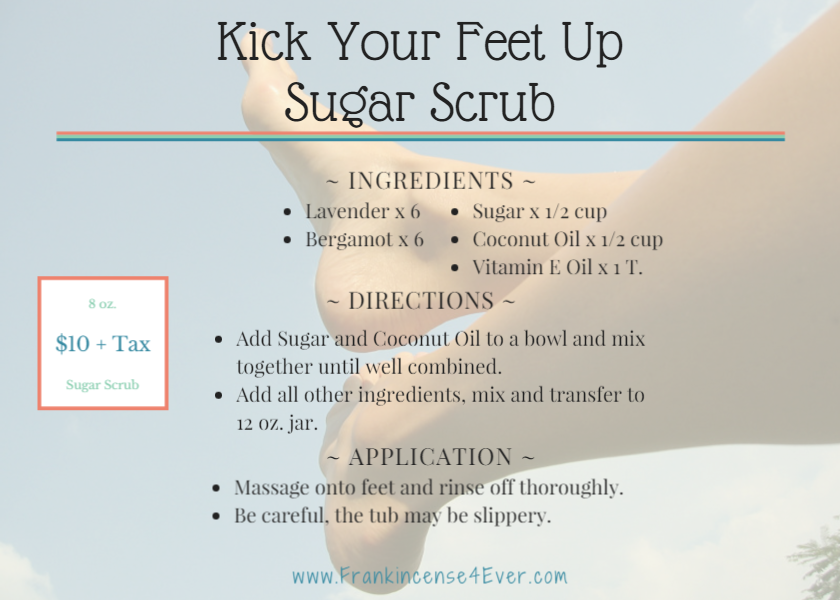 Kick Your Feet Up
Sugar Scrub
~ INGREDIENTS ~
• Lavender x 6
• Bergamot x 6
• Sugar x 1/2 cup
• Coconut Oil x 1/2 cup
• Vitamin E Oil x 1 T.
~ DIRECTIONS ~
• Add Sugar and Coconut Oil to a bowl and mix
together until well combined.
• Add all other ingredients, mix and transfer to
12 oz. jar.
8 oz.
$10 + Tax
Sugar Scrub
~ APPLICATION ~
• Massage onto feet and rinse off thoroughly.
• Be careful, the tub may be slippery.
www.Frankincense4Ever.com